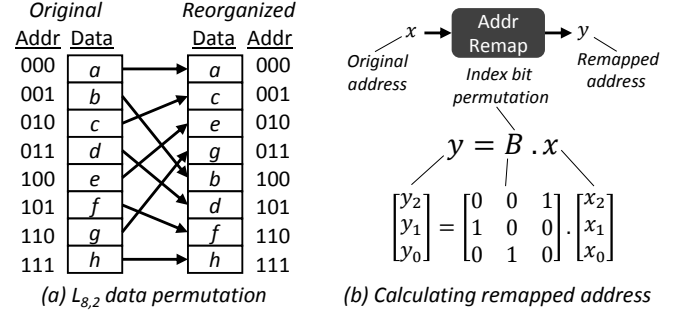 Original Reorganized
Addr Data Data Addr
000 a a 000
001 b c 001
010 c e 010
011 d g 011
100 e b 100
101 f d 101
110 g f 110
111 h h 111
(a) L8,2 data permutation
x Addr Remap y
Original address
Remapped address
Index bit permutation
y = B . x
[y2] = [0 0 1] . [x2]
[y1] [1 0 0] [x1]
[y0] [0 1 0] [x0]
(b) Calculating remapped address